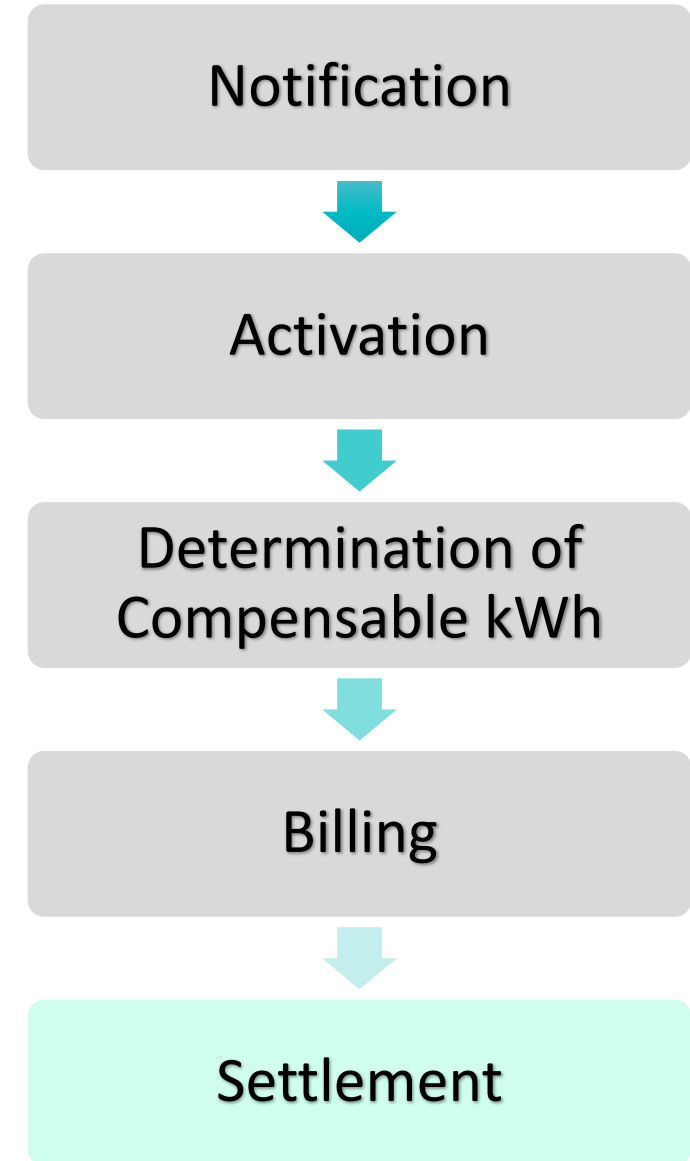 Notification
Activation
Determination of
Compensable kWh
Billing
Settlement